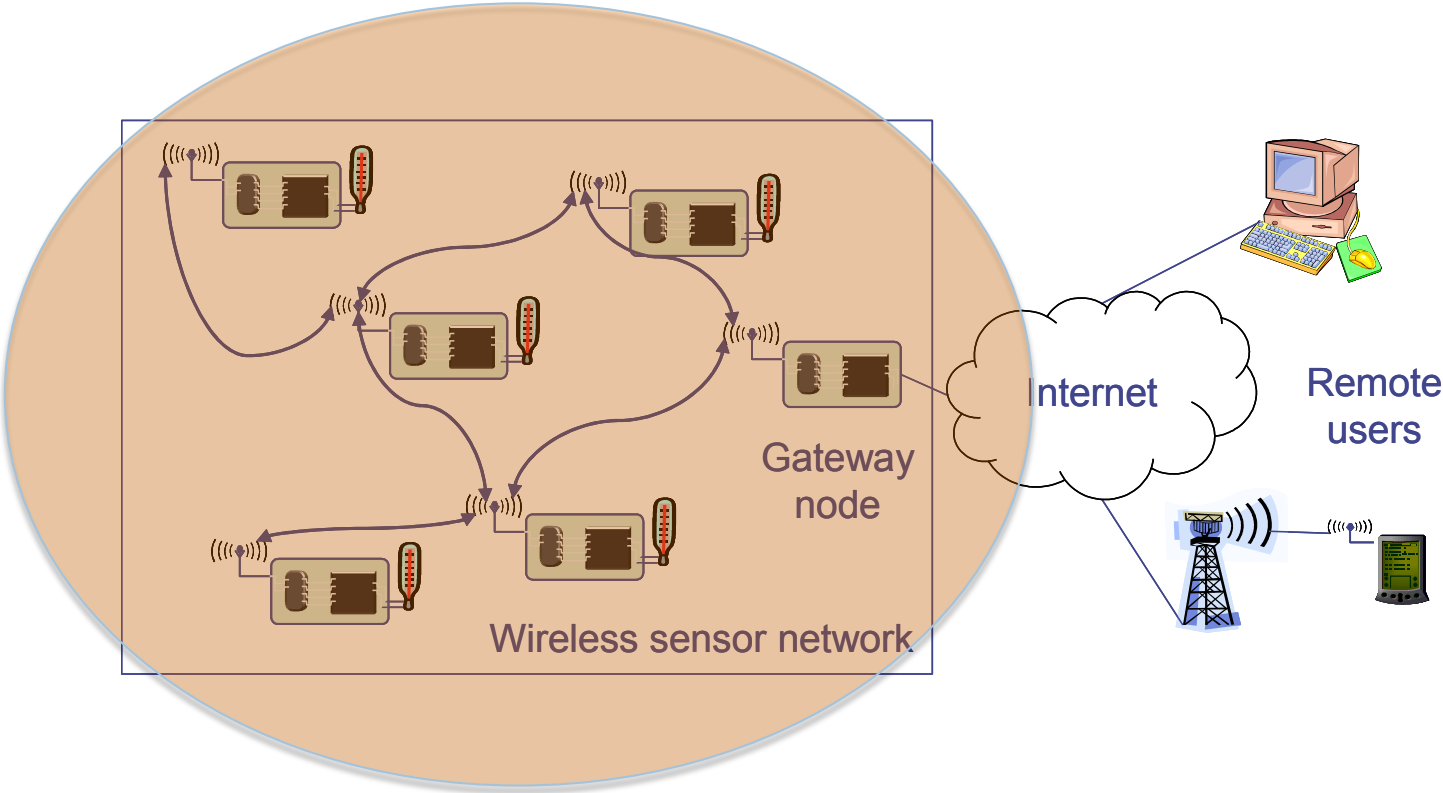 Internet
Remote
users
Gateway
node
Wireless sensor network